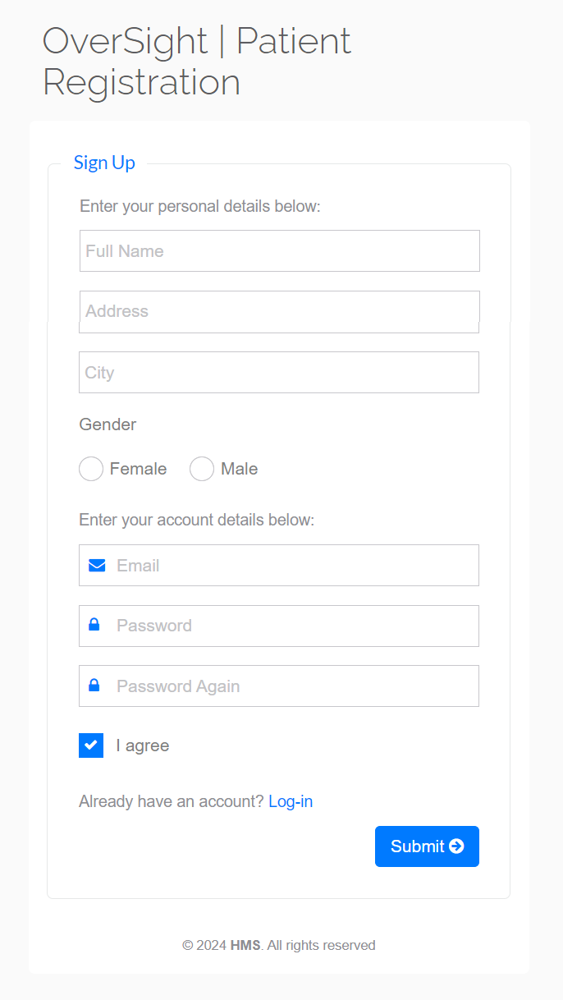 OverSight | Patient
Registration
Sign Up
Enter your personal details below:
Full Name
Address
City
Gender
Female Male
Enter your account details below:
Email
Password
Password Again
I agree
Already have an account? Log-in
Submit
© 2024 HMS. All rights reserved